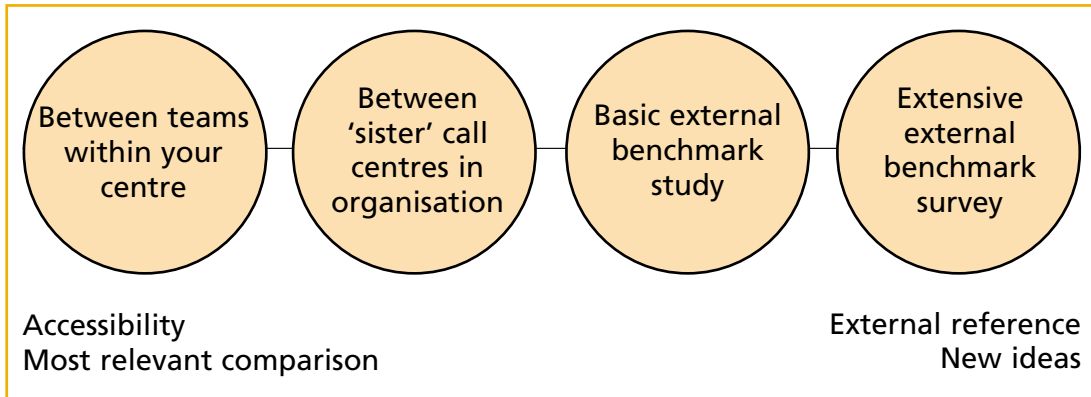 Between teams
within your
centre
Between
‘sister’ call
centres in
organisation
Basic external
benchmark
study
Extensive
external
benchmark
survey
Accessibility
Most relevant comparison
External reference
New ideas